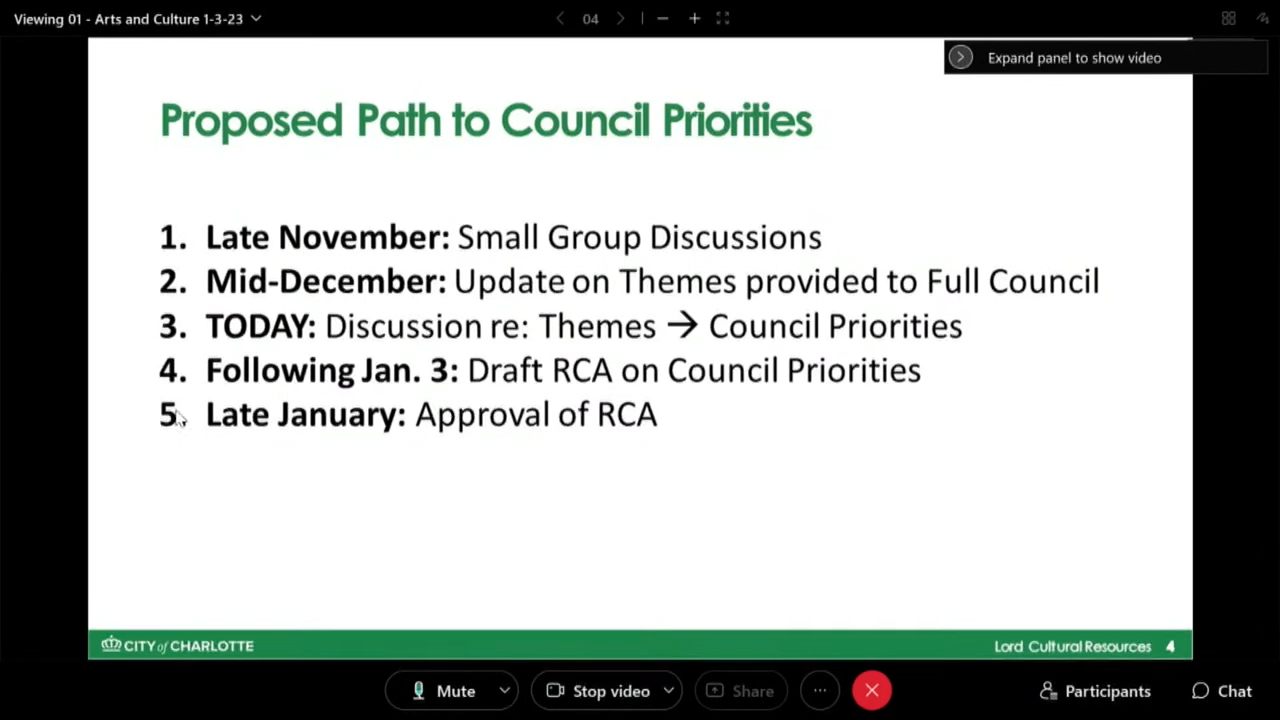 Viewing 01 - Arts and Culture 1-3-23
04
Expand panel to show video
Proposed Path to Council Priorities
1. Late November: Small Group Discussions
2. Mid-December: Update on Themes provided to Full Council
3. TODAY: Discussion re: Themes → Council Priorities
4. Following Jan. 3: Draft RCA on Council Priorities
5. Late January: Approval of RCA
CITY of CHARLOTTE
Lord Cultural Resources 4
Mute
Stop video
Share
Participants
Chat